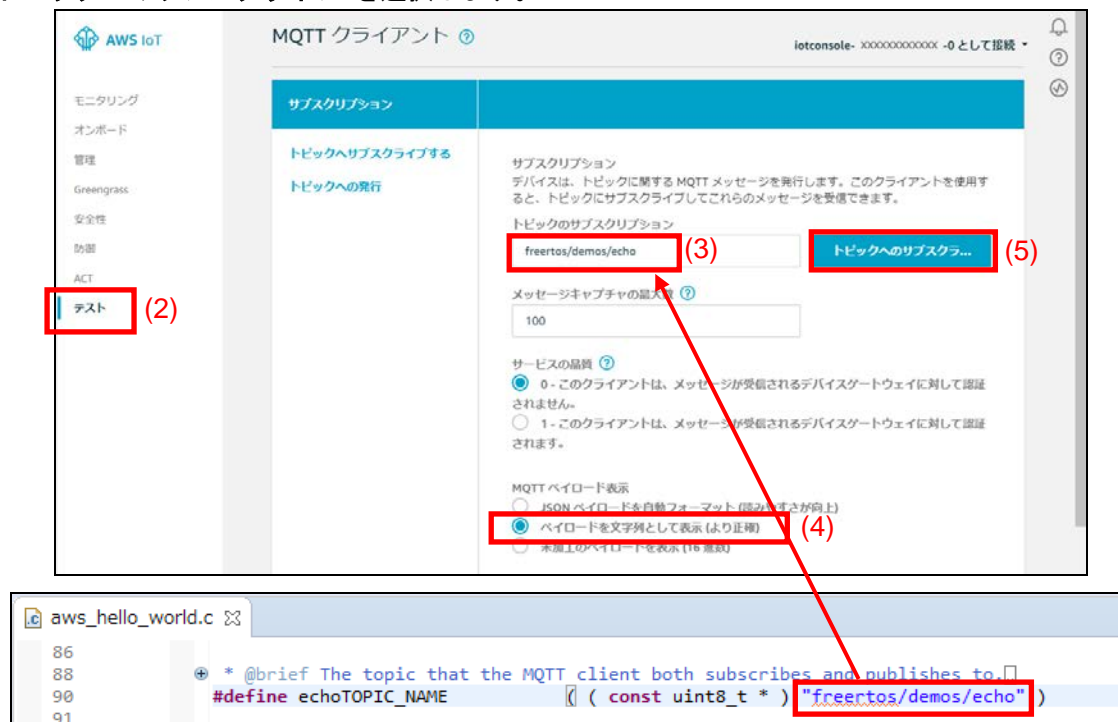 AWS IoT
MQTT クライアント
iotconsole- xxxxxxxxxxxx -0 として接続
モニタリング
オンボード
管理
Greengrass
安全性
防御
ACT
テスト
(2)
サブスクリプション
トピックへサブスクライブする
トピックへの発行
サブスクリプション
デバイスは、トピックに関する MQTT メッセージを発行します。このクライアントを使用す
ると、トピックにサブスクライブしてこれらのメッセージを受信できます。
トピックのサブスクリプション
freertos/demos/echo
(3)
トピックへのサブスクラ...
(5)
メッセージキャプチャの最大数
100
サービスの品質
0 - このクライアントは、メッセージが受信されるデバイスゲートウェイに対して認証
されません。
1 - このクライアントは、メッセージが受信されるデバイスゲートウェイに対して認証
されます。
MQTT ペイロード表示
JSON ペイロードを自動フォーマット (読みやすさが向上)
ペイロードを文字列として表示 (より正確)
(4)
未加工のペイロードを表示 (16 進数)
aws_hello_world.c
86
88 * @brief The topic that the MQTT client both subscribes and publishes to.
90 #define echoTOPIC_NAME ( ( const uint8_t * ) "freertos/demos/echo" )
91